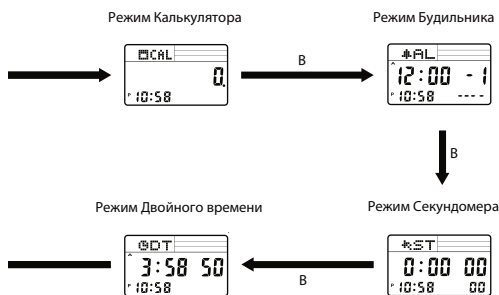 Режим Калькулятора
Режим Будильника
CAL
0.
P 10:58
B
AL
A 12:00 - 1
P 10:58 ----
B
Режим Двойного времени
Режим Секундомера
DT
A 3:58 50
P 10:58
B
ST
0:00 00
P 10:58 00